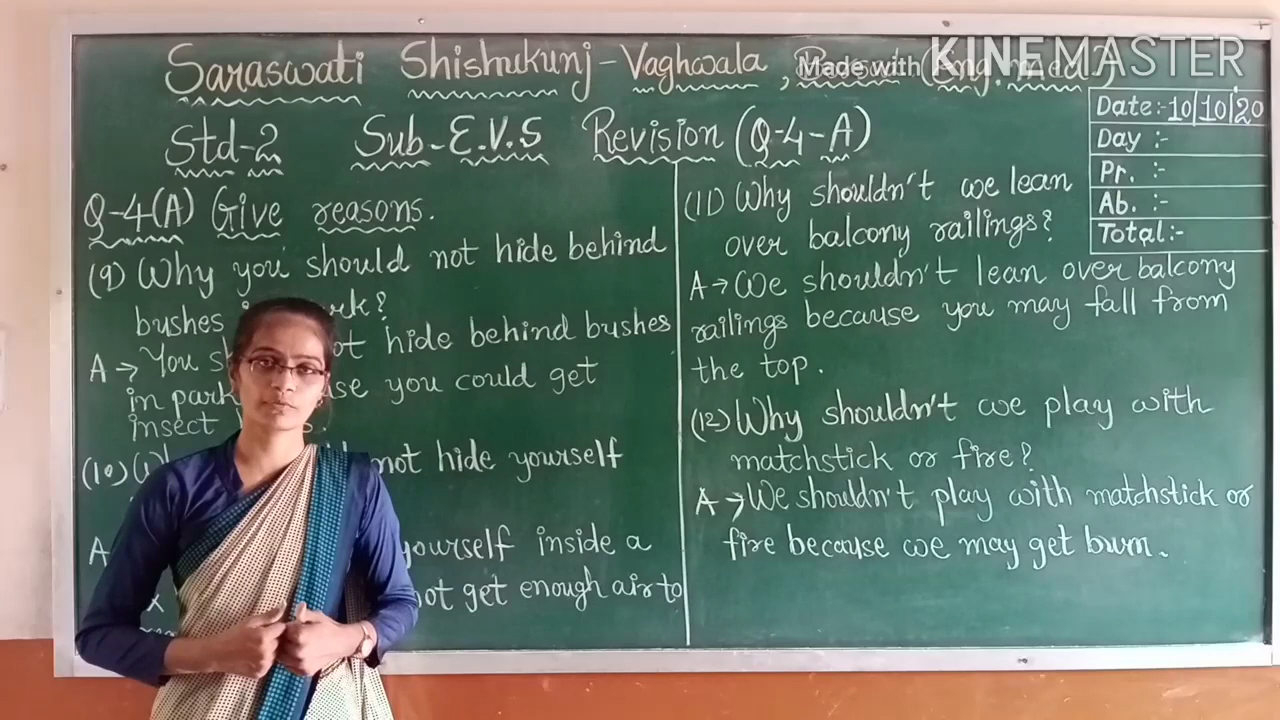 Saraswati Shishukunj-Vaghwala,
Made with KINEMASTER
Date:-10/10/20
Day :-
Pr. :-
Ab. :-
Total:-
Std-2 Sub-E.V.S Revision (Q-4-A)
Q-4(A) Give reasons.
(9) Why you should not hide behind
bushes
A → You not hide behind bushes
in park you could get
insect
(10) not hide yourself
A yourself inside a
not get enough air to
(11) Why shouldn't we lean
over balcony railings?
A → We shouldn't lean over balcony
railings because you may fall from
the top.
(12) Why shouldn't we play with
matchstick or fire?
A → We shouldn't play with matchstick or
fire because we may get burn.